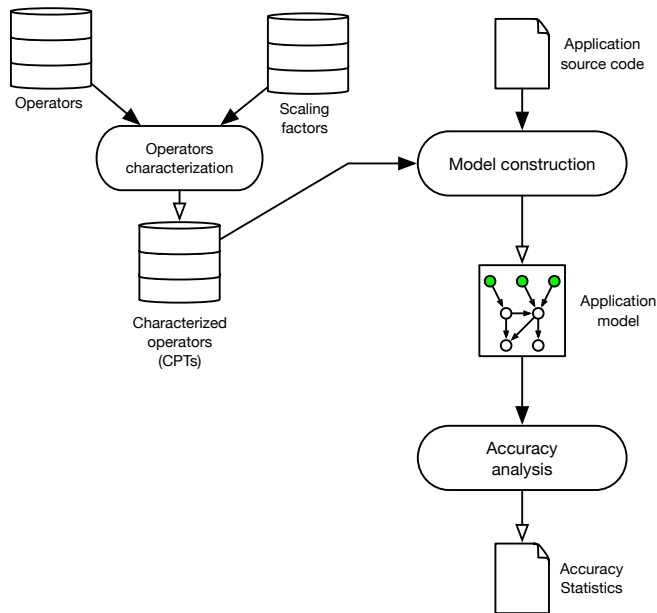 Operators
Scaling
factors
Application
source code
Operators
characterization
Model construction
Characterized
operators
(CPTs)
Application
model
Accuracy
analysis
Accuracy
Statistics